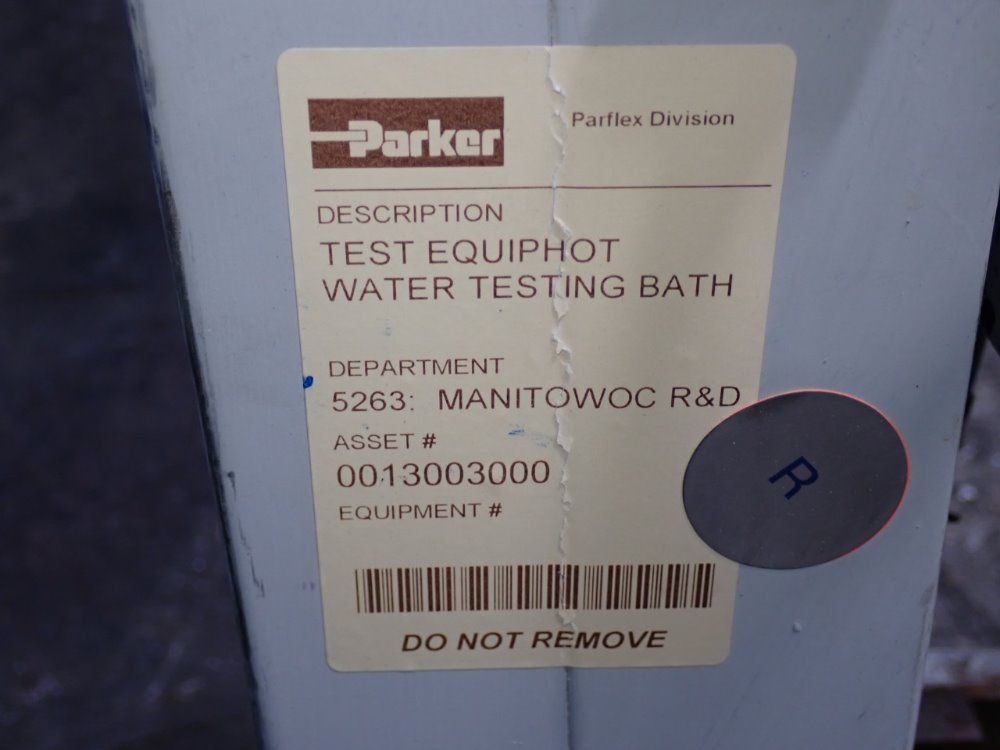 Parker
Parflex Division
DESCRIPTION
TEST EQUIPHOT
WATER TESTING BATH
DEPARTMENT
5263: MANITOWOC R&D
ASSET #
0013003000
EQUIPMENT #
R
DO NOT REMOVE